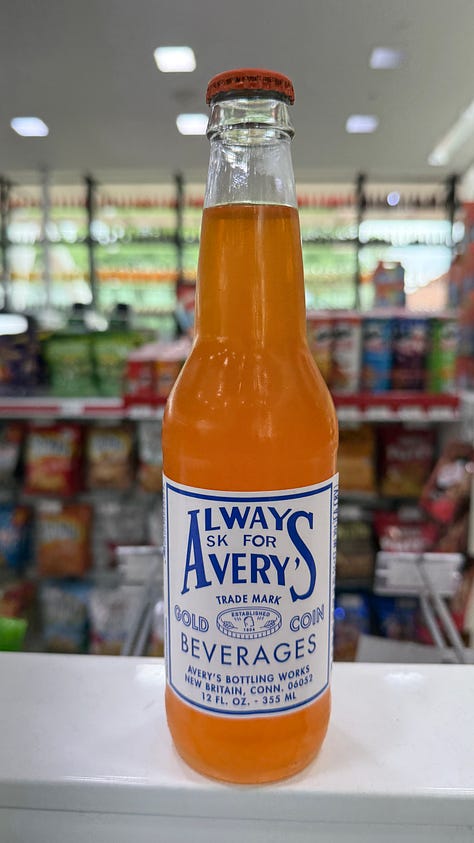 ALWAYS
ASK FOR
AVERY'S
TRADE MARK
GOLD COIN
ESTABLISHED
1904
BEVERAGES
AVERY'S BOTTLING WORKS
NEW BRITAIN, CONN. 06052
12 FL. OZ. - 355 ML